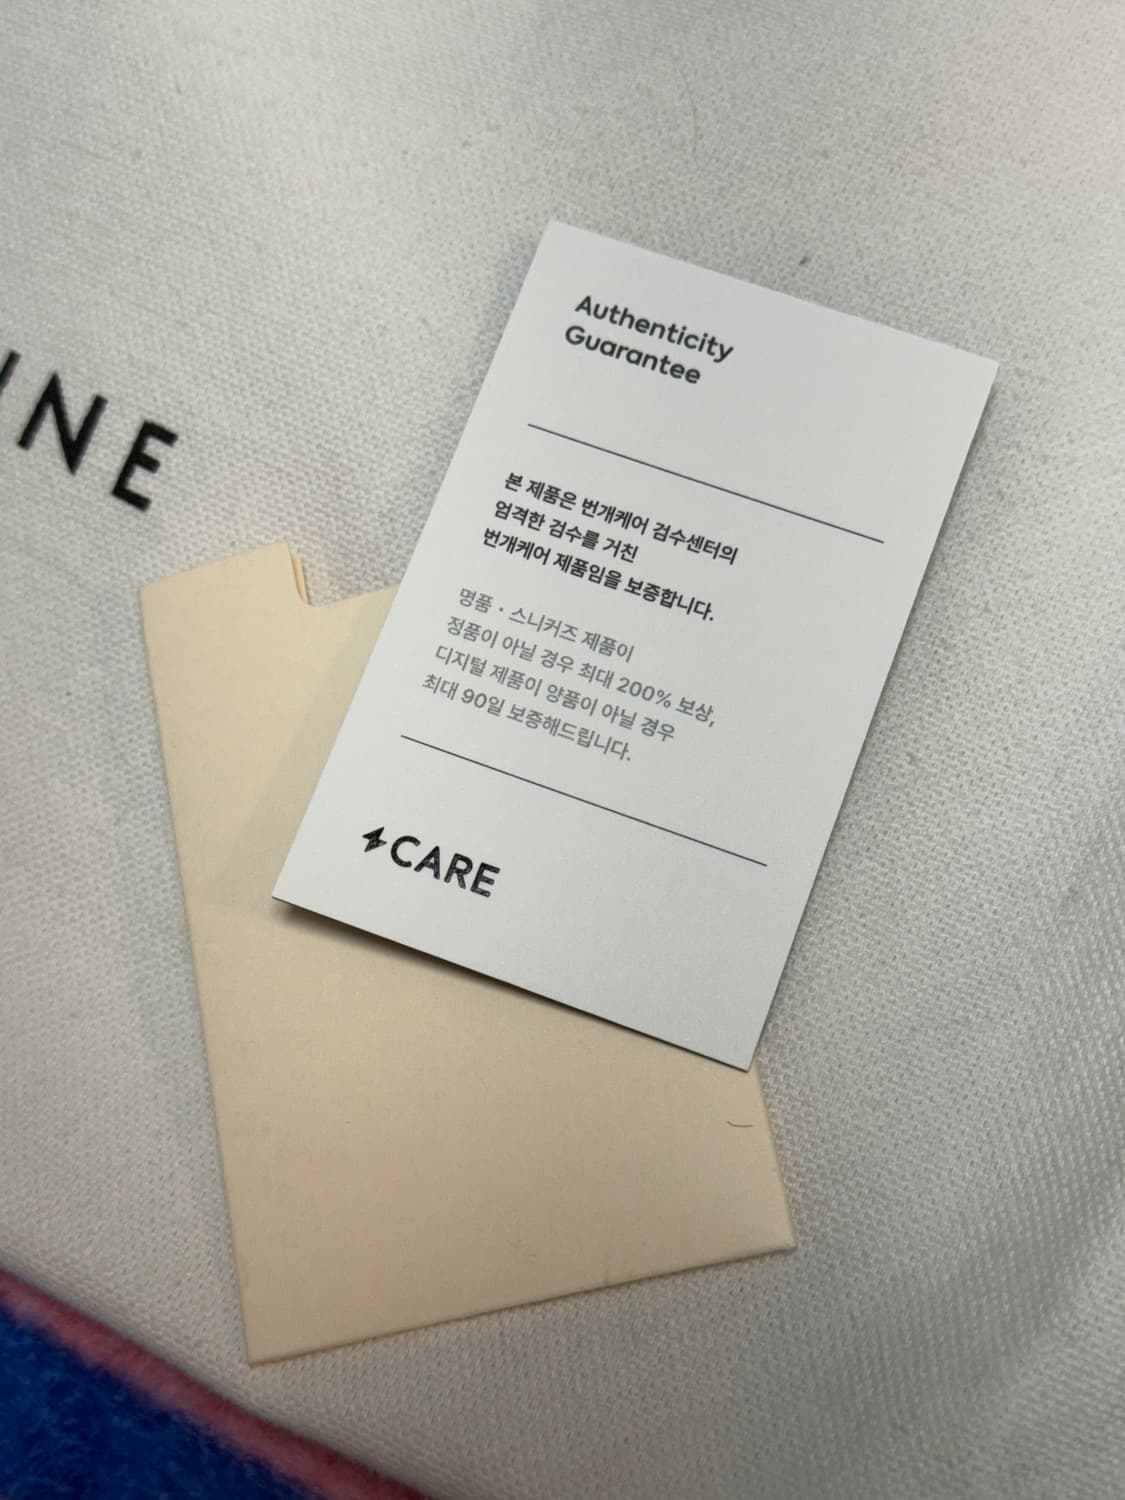 INE
Authenticity
Guarantee
본 제품은 번개케어 검수센터의
엄격한 검수를 거친
번개케어 제품임을 보증합니다.
명품 · 스니커즈 제품이
정품이 아닐 경우 최대 200% 보상,
디지털 제품이 양품이 아닐 경우
최대 90일 보증해드립니다.
CARE